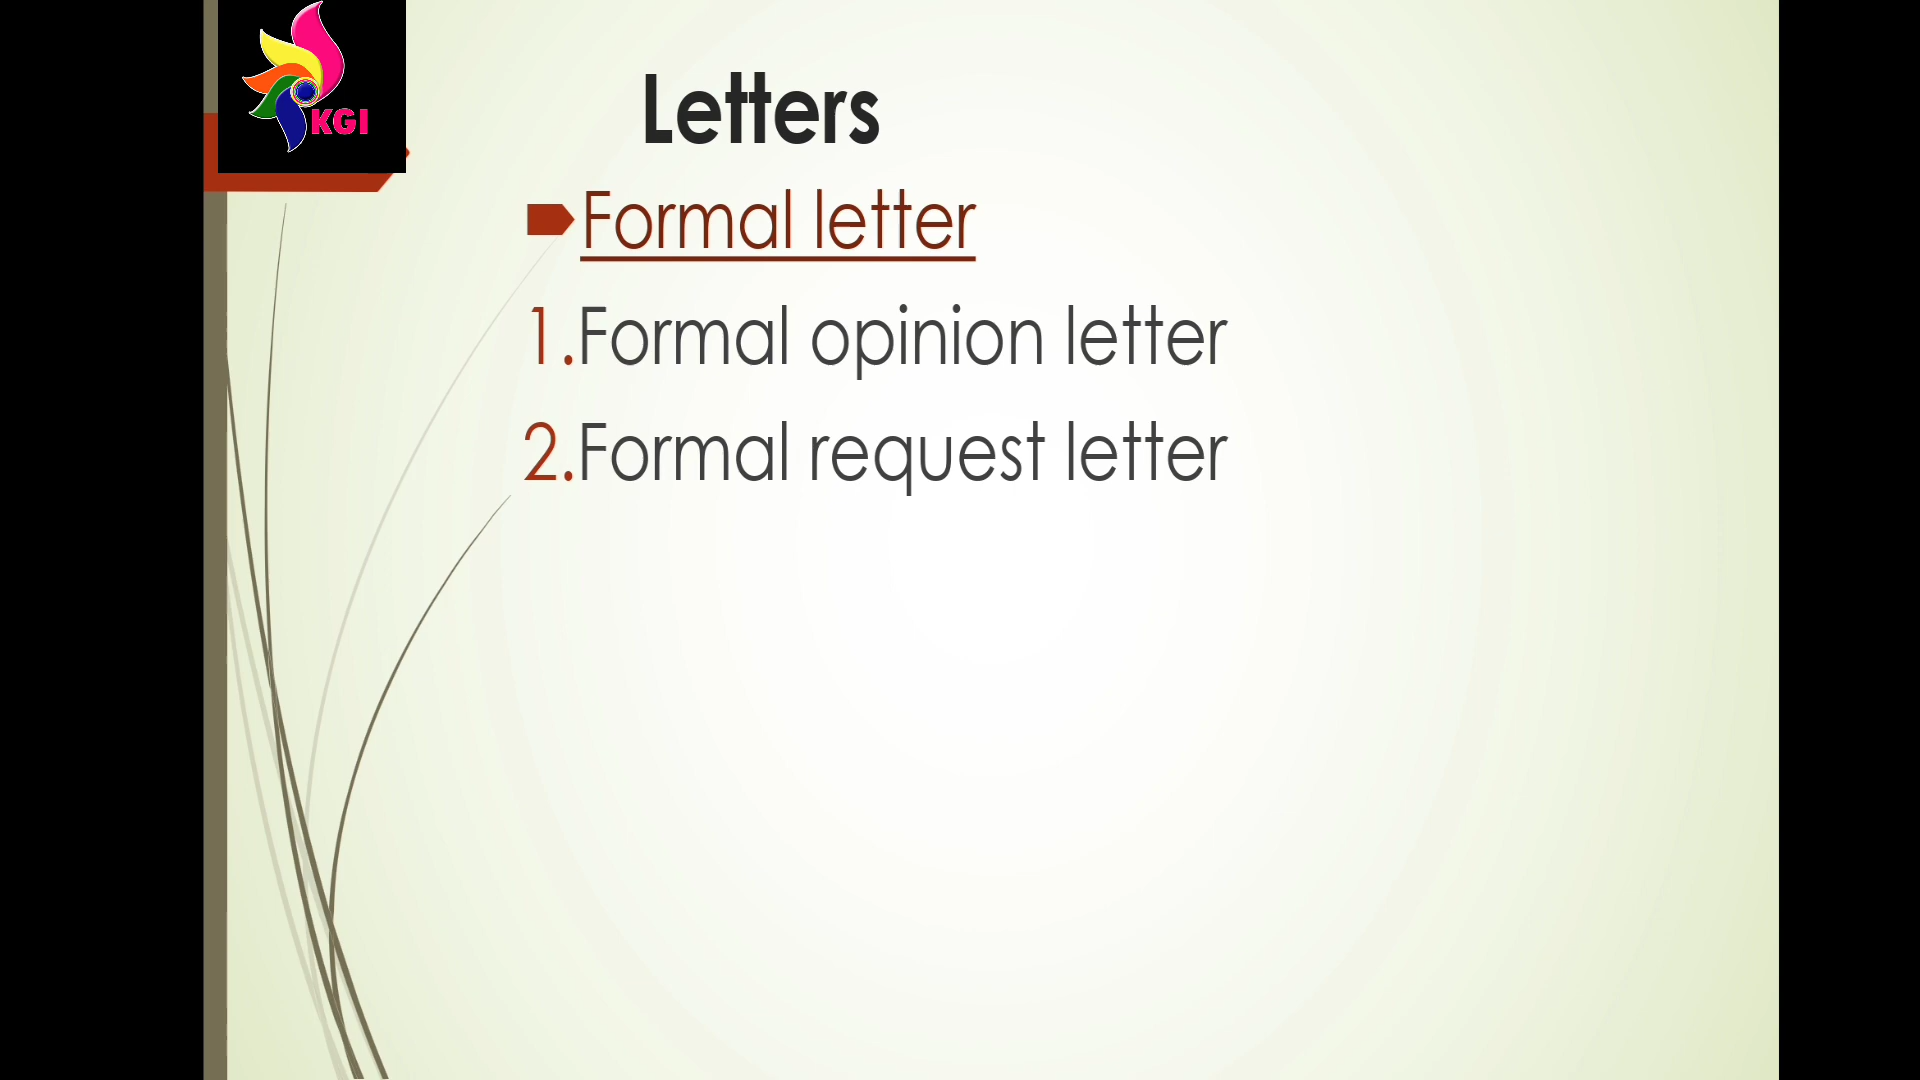 KGI
Letters
Formal letter
1.Formal opinion letter
2.Formal request letter